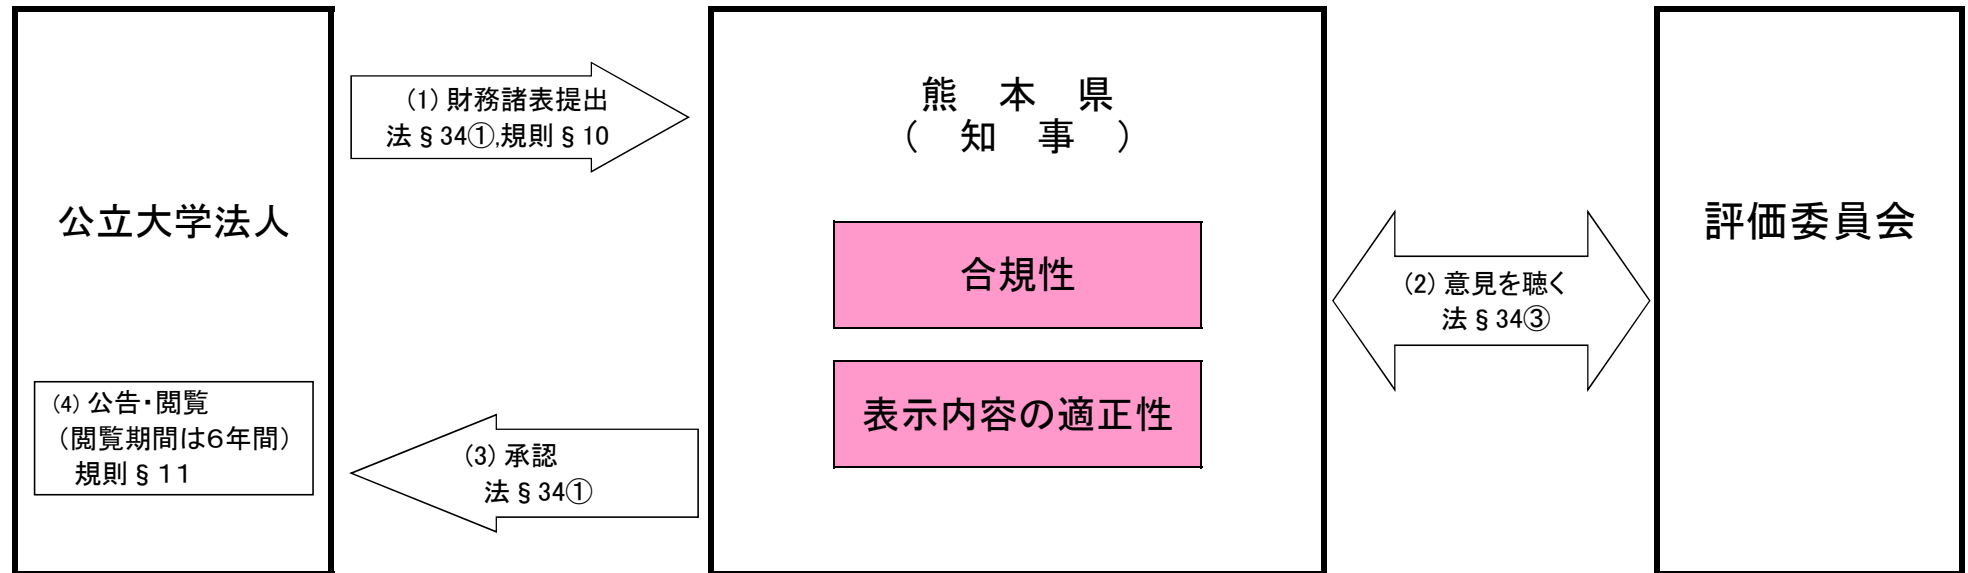 公立大学法人
(1) 財務諸表提出
法§34①,規則§10
熊 本 県
( 知 事 )
合規性
表示内容の適正性
(2) 意見を聴く
法§34③
評価委員会
(3) 承認
法§34①
(4) 公告・閲覧
(閲覧期間は6年間)
規則§11